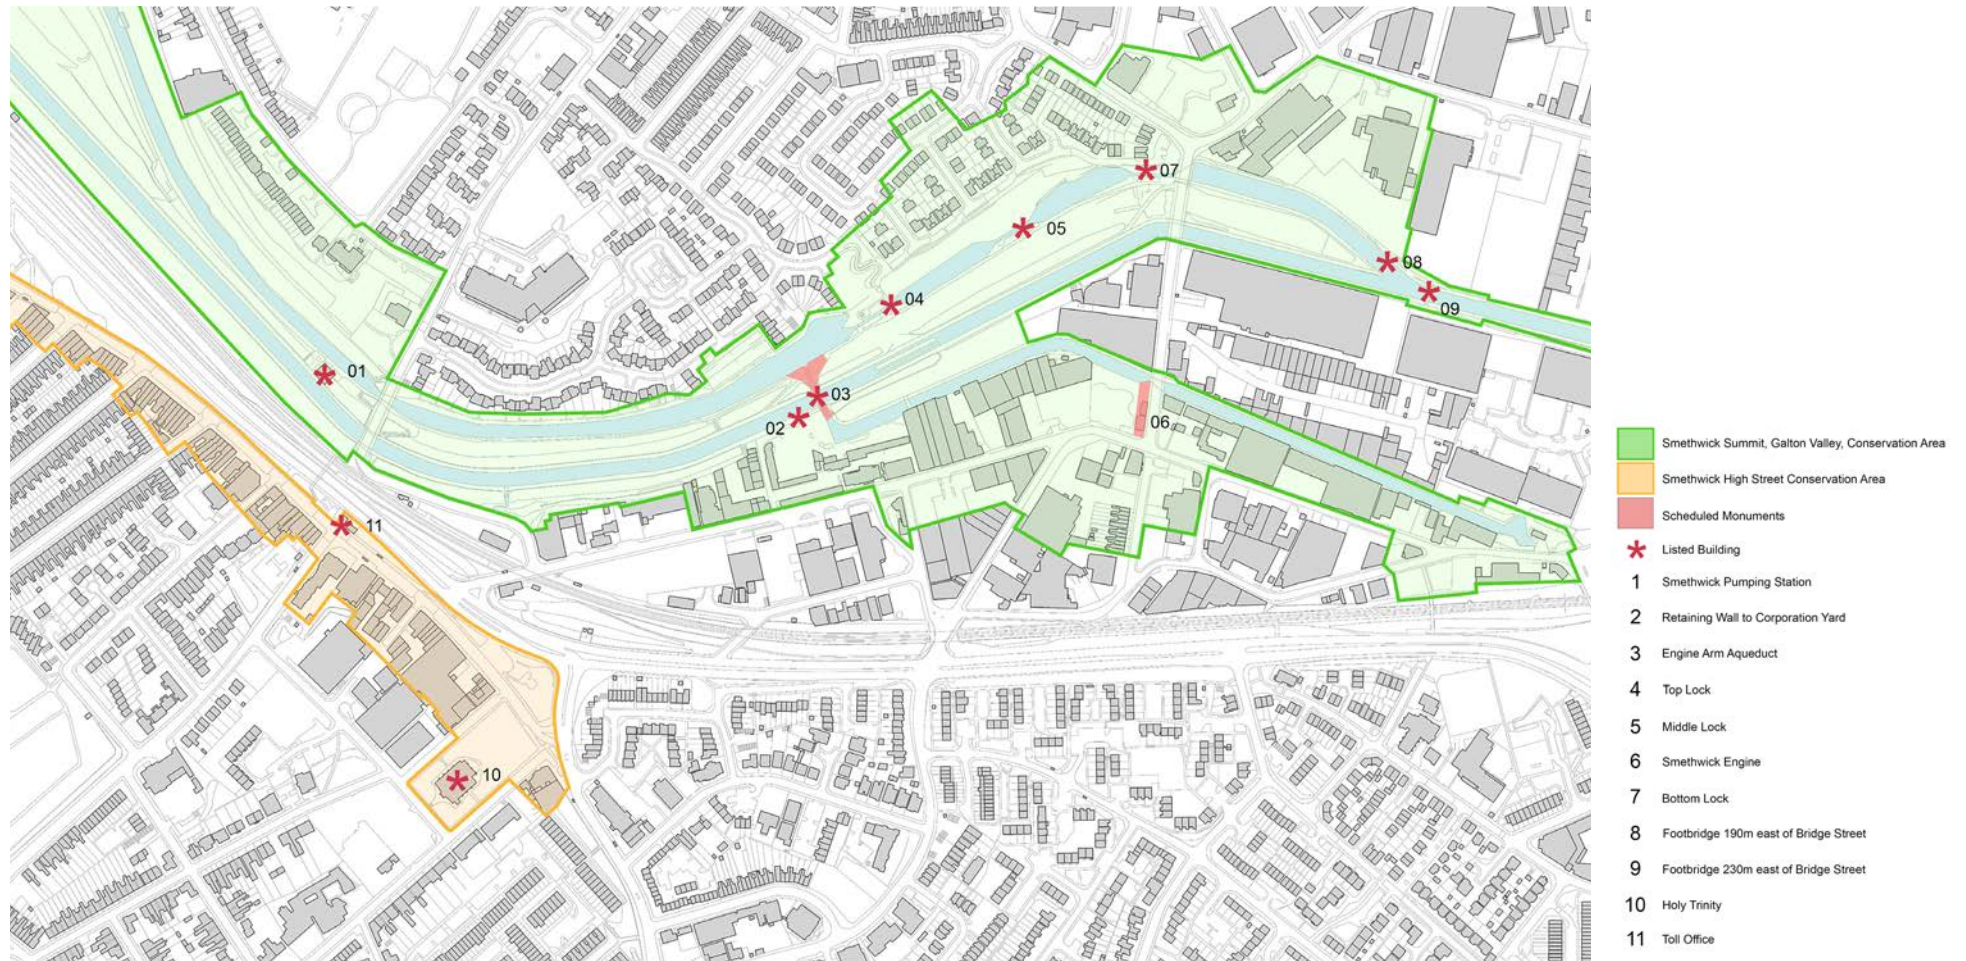 07
05
08
04
09
01
03
02
06
11
10
Smethwick Summit, Galton Valley, Conservation Area
Smethwick High Street Conservation Area
Scheduled Monuments
Listed Building
1 Smethwick Pumping Station
2 Retaining Wall to Corporation Yard
3 Engine Arm Aqueduct
4 Top Lock
5 Middle Lock
6 Smethwick Engine
7 Bottom Lock
8 Footbridge 190m east of Bridge Street
9 Footbridge 230m east of Bridge Street
10 Holy Trinity
11 Toll Office